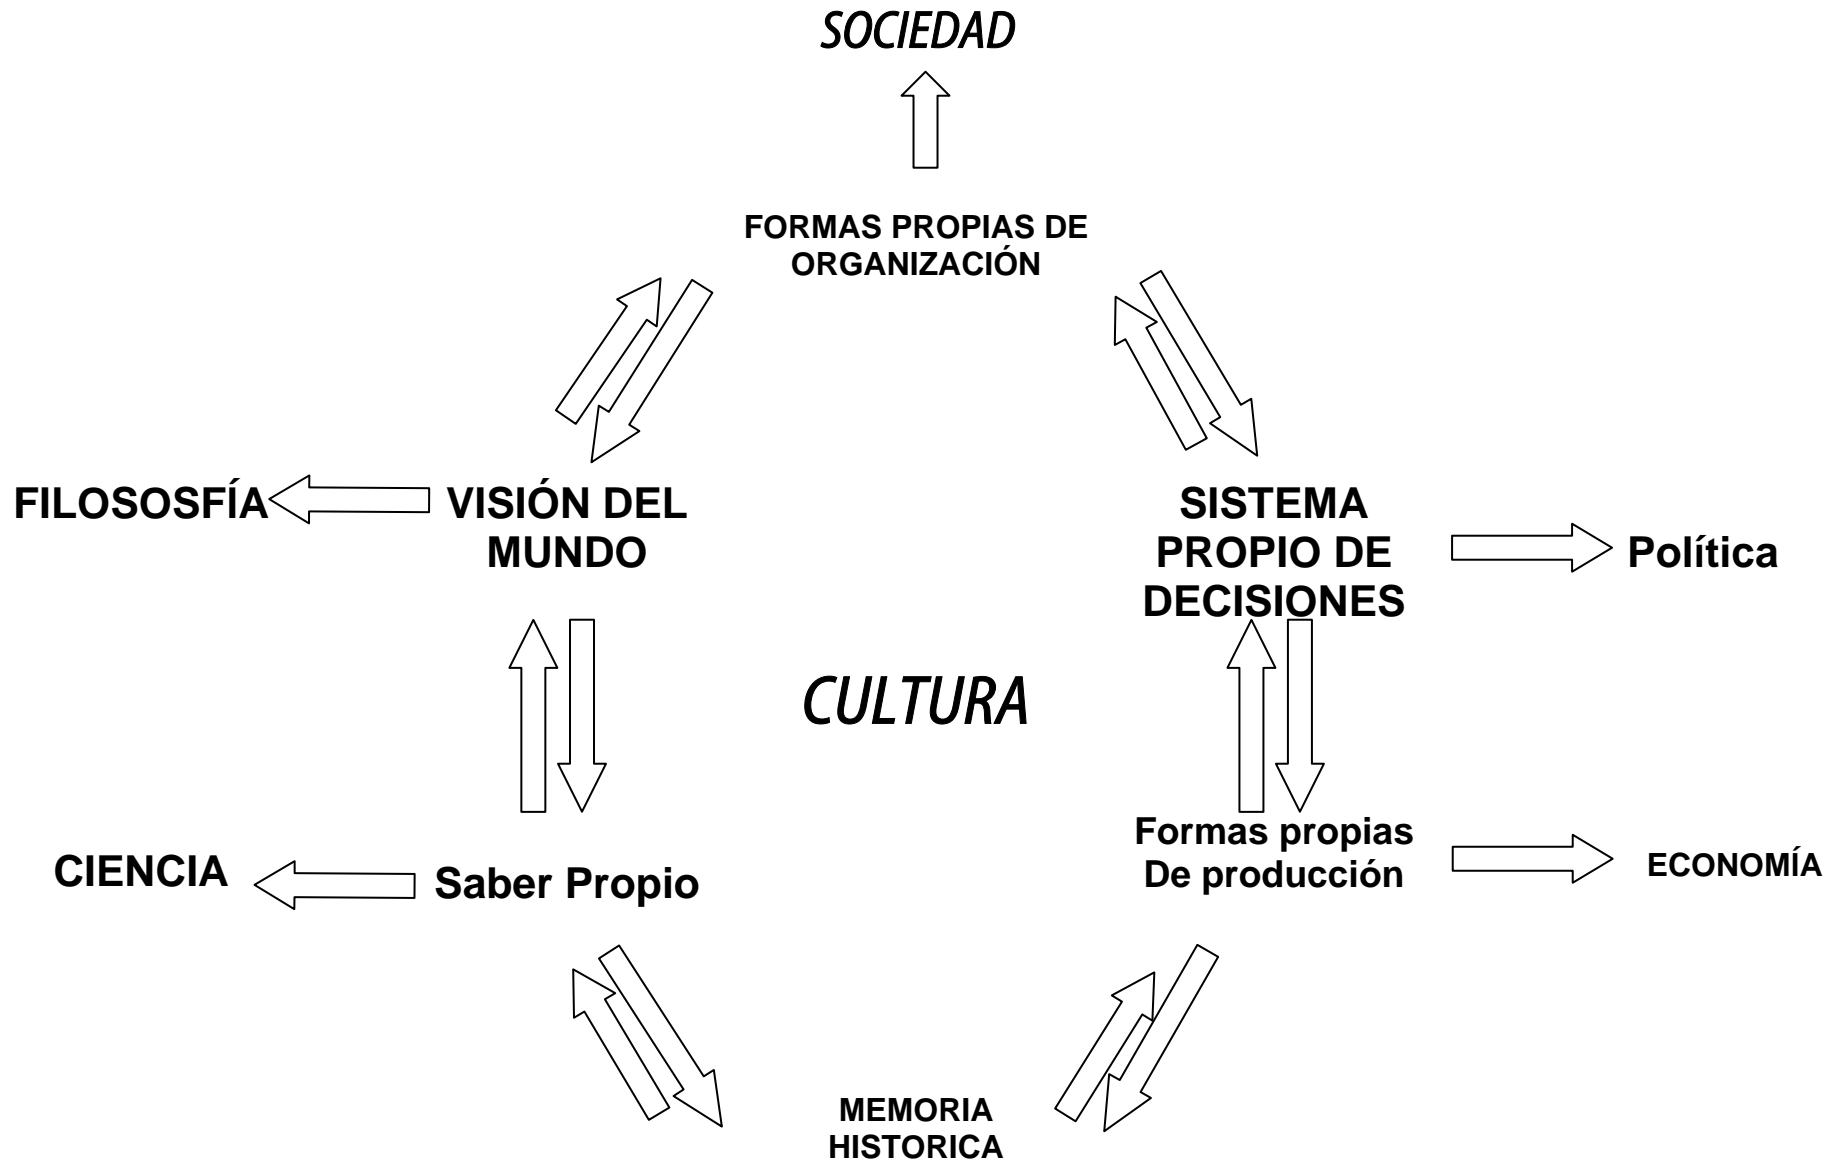 SOCIEDAD
FORMAS PROPIAS DE
ORGANIZACIÓN
FILOSOSFÍA
VISIÓN DEL
MUNDO
SISTEMA
PROPIO DE
DECISIONES
Política
CULTURA
CIENCIA
Saber Propio
Formas propias
De producción
ECONOMÍA
MEMORIA
HISTORICA